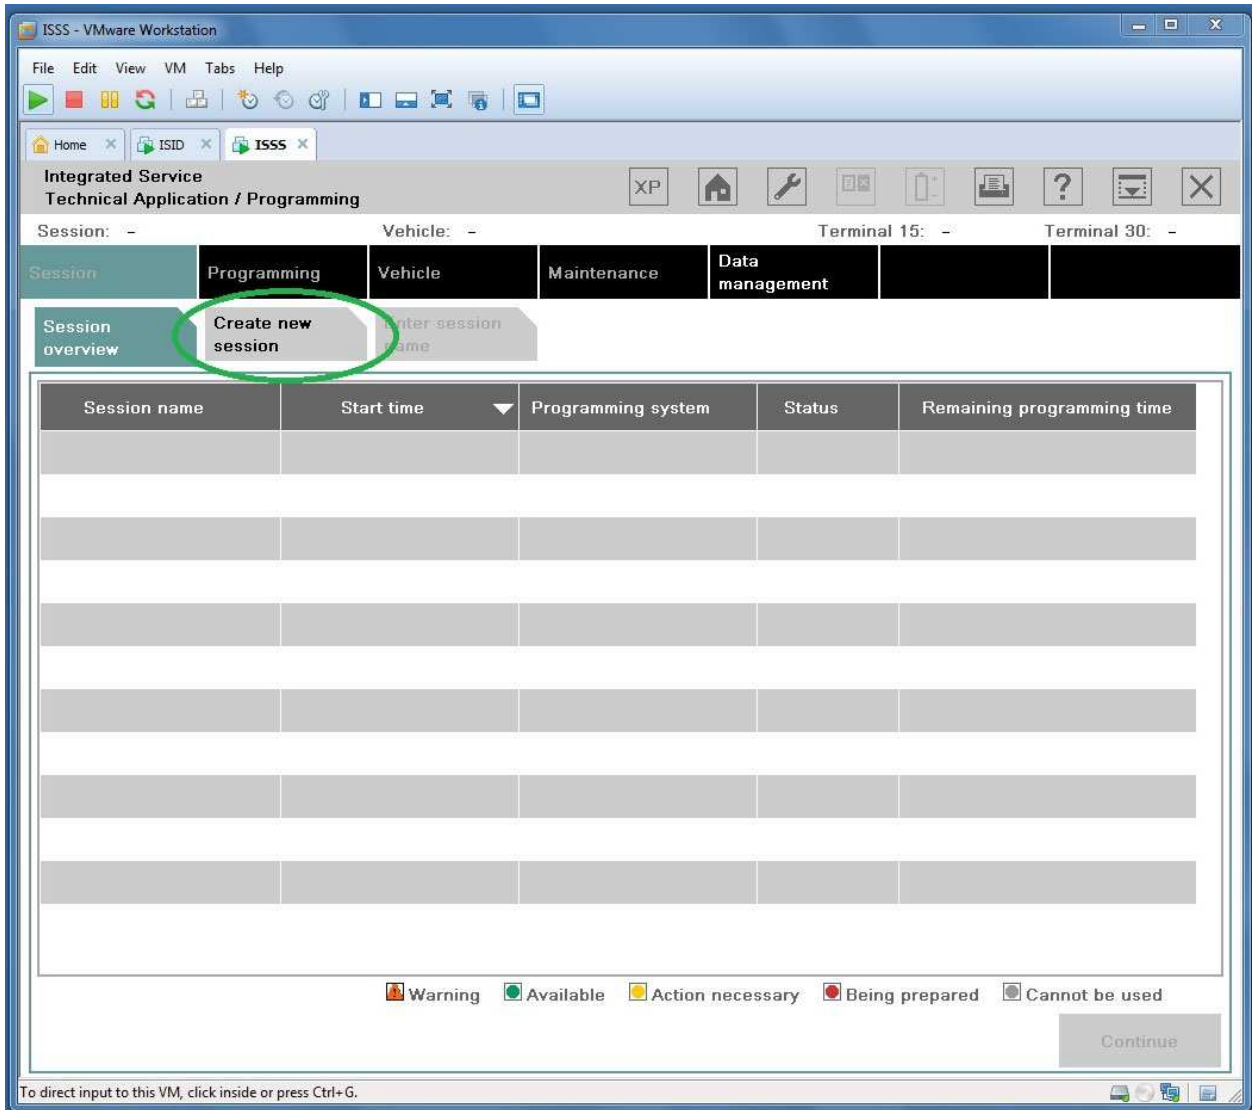 ISSS - VMware Workstation
File Edit View VM Tabs Help
Home ISID ISSS
Integrated Service
Technical Application / Programming
XP ?
Session: - Vehicle: - Terminal 15: - Terminal 30: -
Session Programming Vehicle Maintenance Data
management
Session
overview
Create new
session
Enter session
name
Session name Start time Programming system Status Remaining programming time
Warning Available Action necessary Being prepared Cannot be used
Continue
To direct input to this VM, click inside or press Ctrl+G.